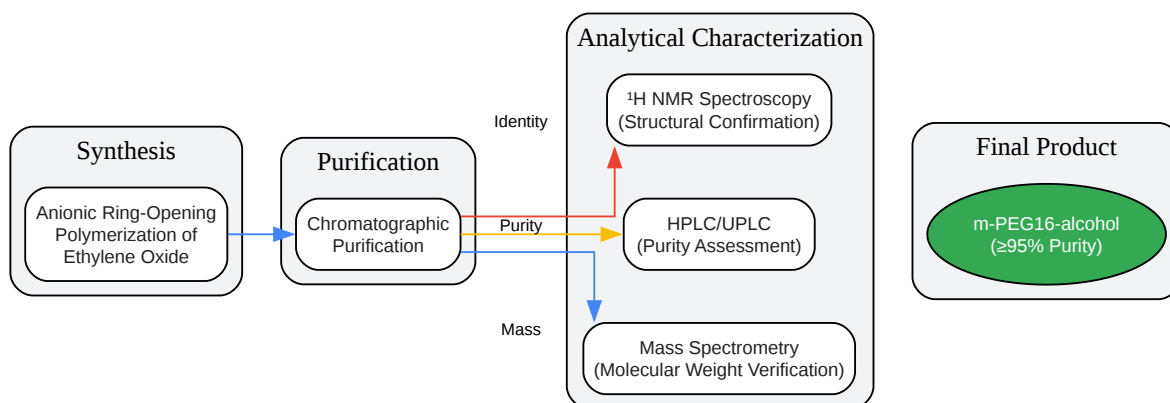 Synthesis
Anionic Ring-Opening
Polymerization of
Ethylene Oxide
Purification
Chromatographic
Purification
Identity
Purity
Mass
Analytical Characterization
¹H NMR Spectroscopy
(Structural Confirmation)
HPLC/UPLC
(Purity Assessment)
Mass Spectrometry
(Molecular Weight Verification)
Final Product
m-PEG16-alcohol
(≥95% Purity)